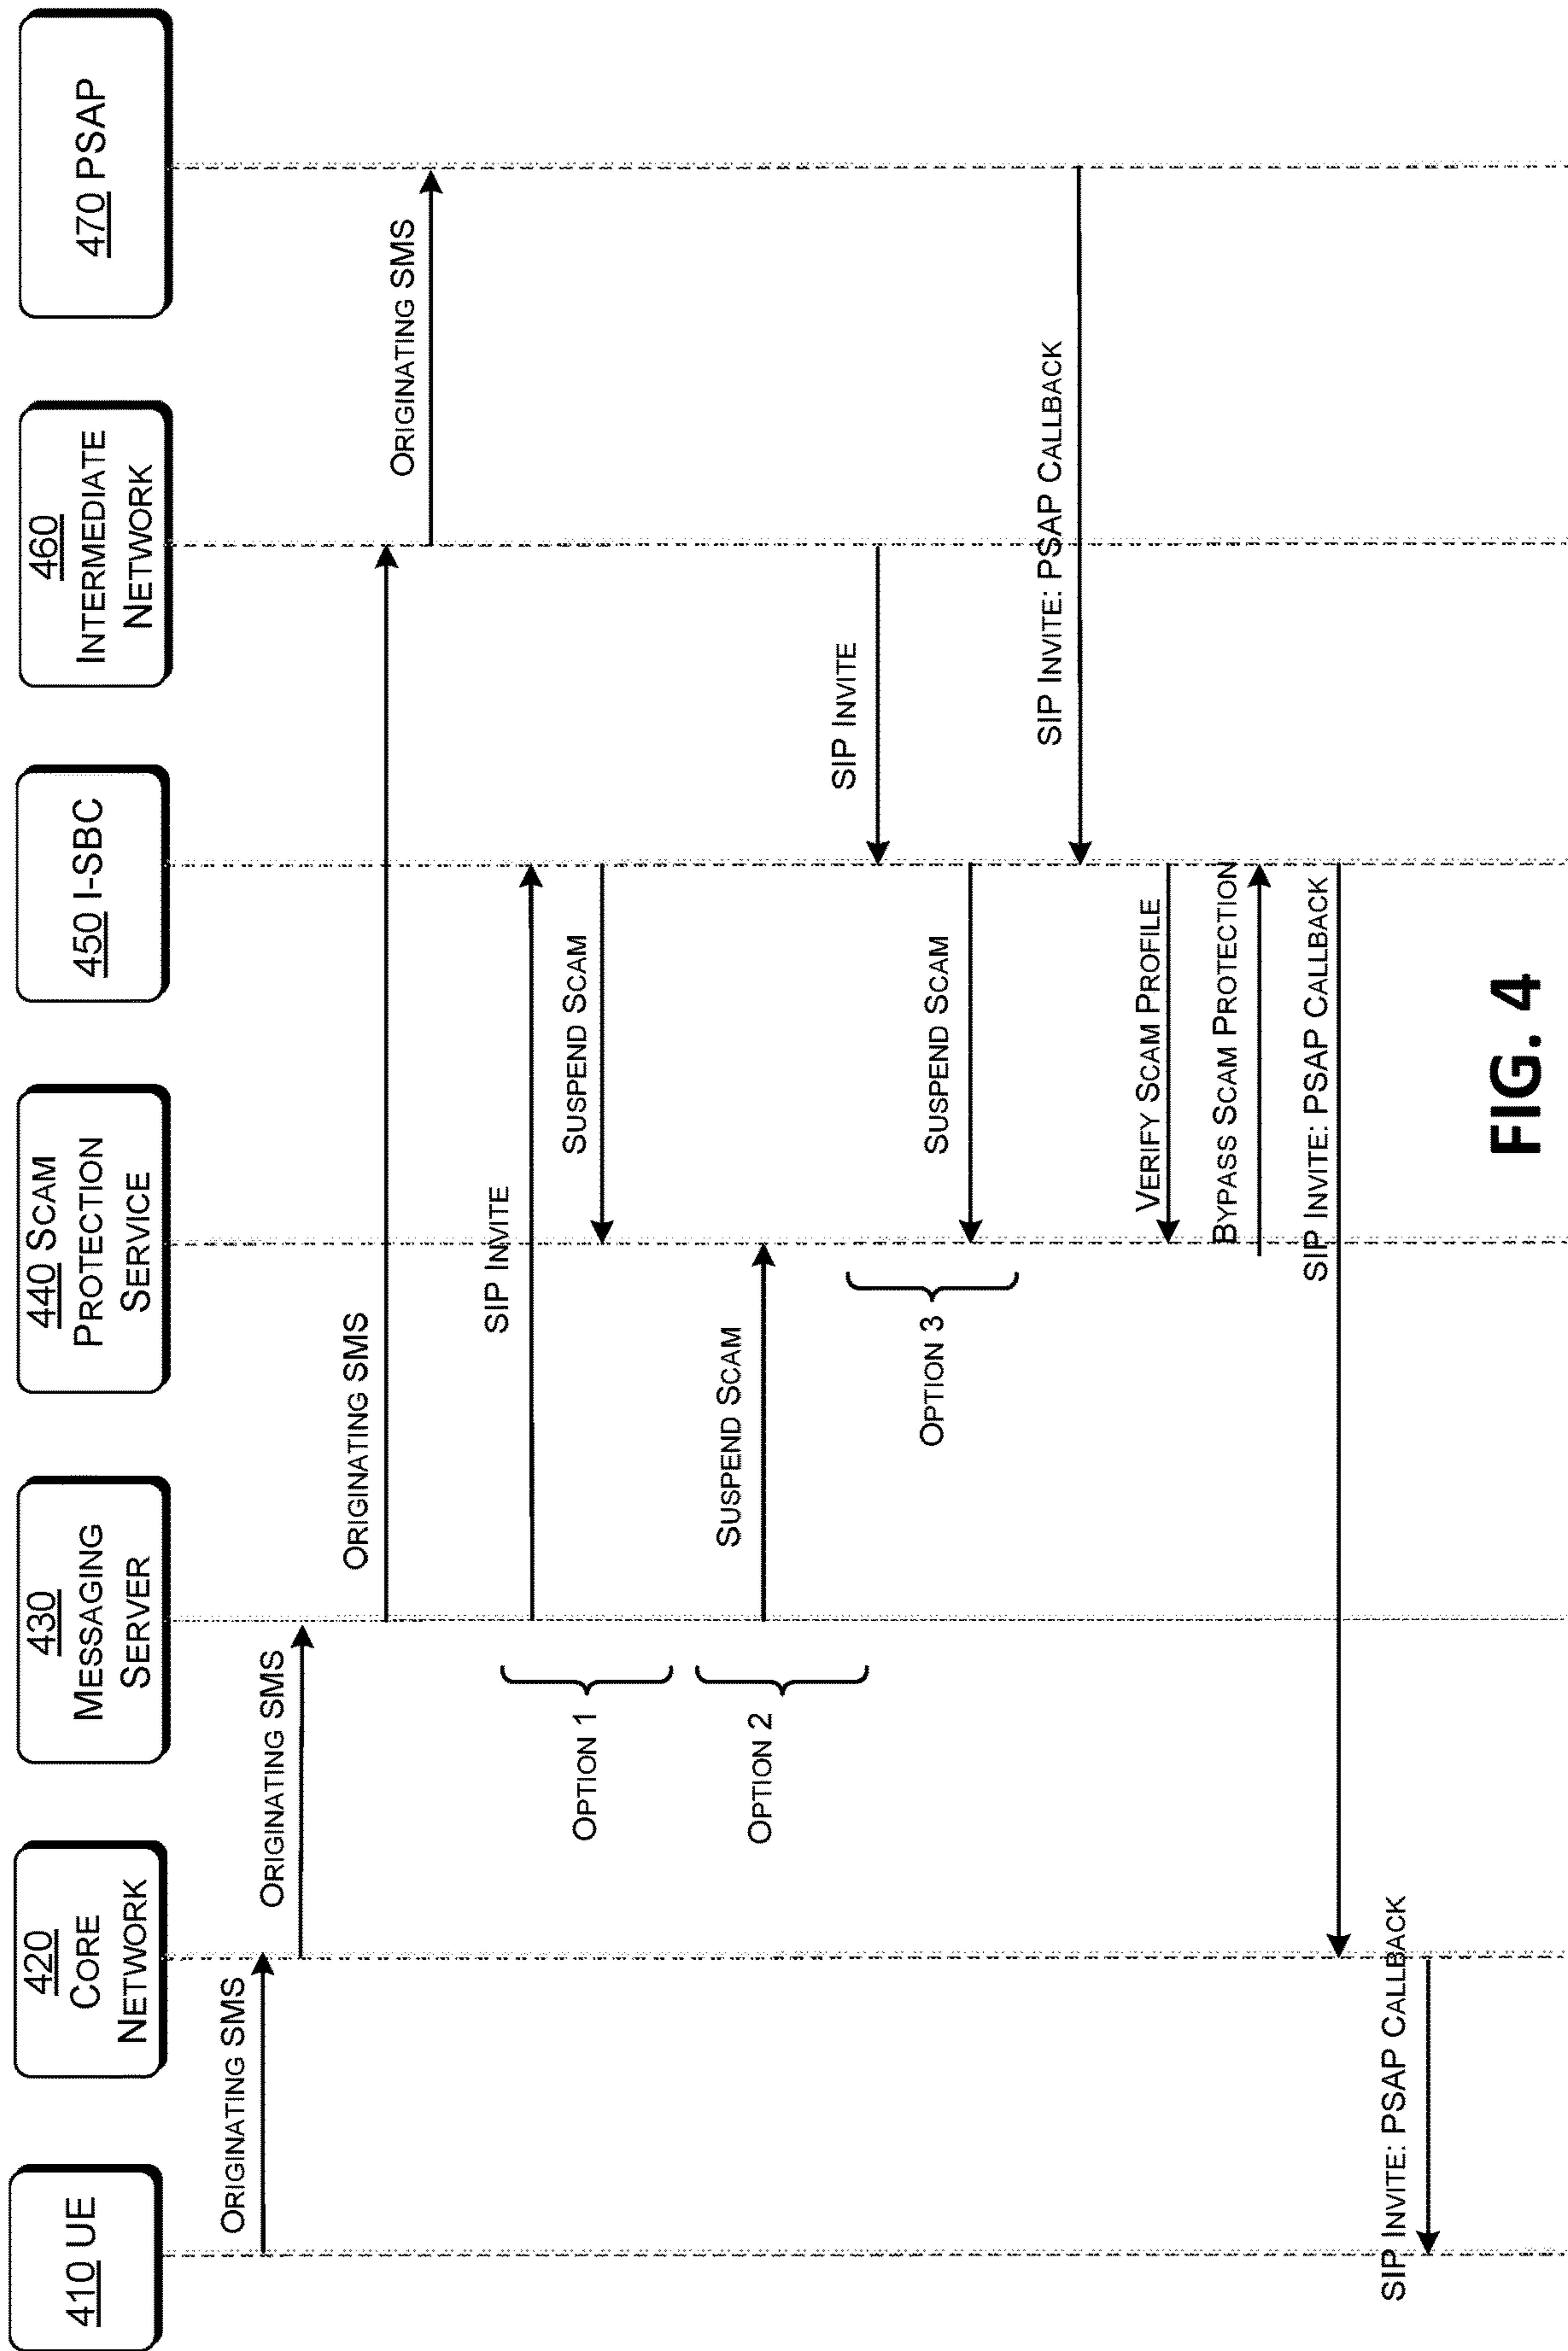 410 UE
420
CORE
NETWORK
430
MESSAGING
SERVER
440 SCAM
PROTECTION
SERVICE
450 I-SBC
460
INTERMEDIATE
NETWORK
470 PSAP
ORIGINATING SMS
ORIGINATING SMS
ORIGINATING SMS
ORIGINATING SMS
SIP INVITE
OPTION 1
SUSPEND SCAM
OPTION 2
SUSPEND SCAM
SIP INVITE
OPTION 3
SUSPEND SCAM
SIP INVITE: PSAP CALLBACK
VERIFY SCAM PROFILE
BYPASS SCAM PROTECTION
SIP INVITE: PSAP CALLBACK
SIP INVITE: PSAP CALLBACK
FIG. 4